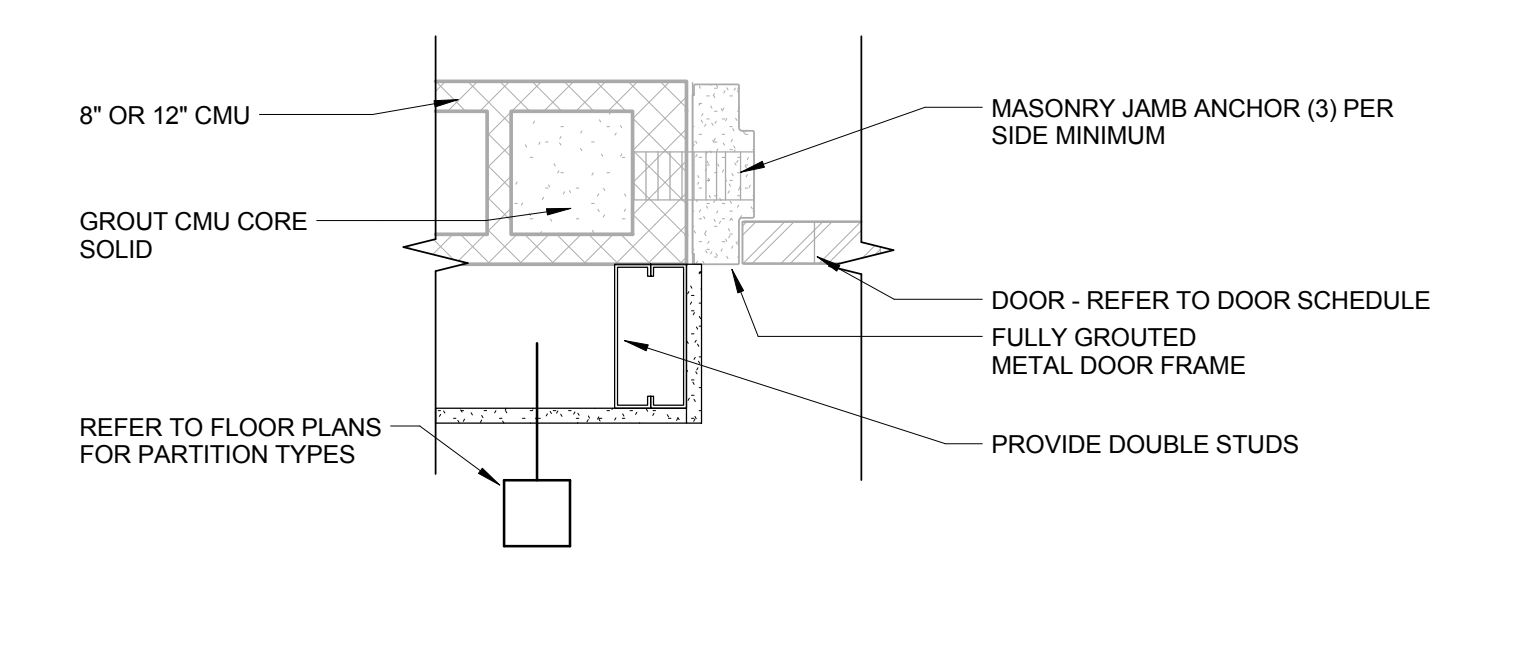 8" OR 12" CMU
GROUT CMU CORE
SOLID
REFER TO FLOOR PLANS
FOR PARTITION TYPES
MASONRY JAMB ANCHOR (3) PER
SIDE MINIMUM
DOOR - REFER TO DOOR SCHEDULE
FULLY GROUTED
METAL DOOR FRAME
PROVIDE DOUBLE STUDS